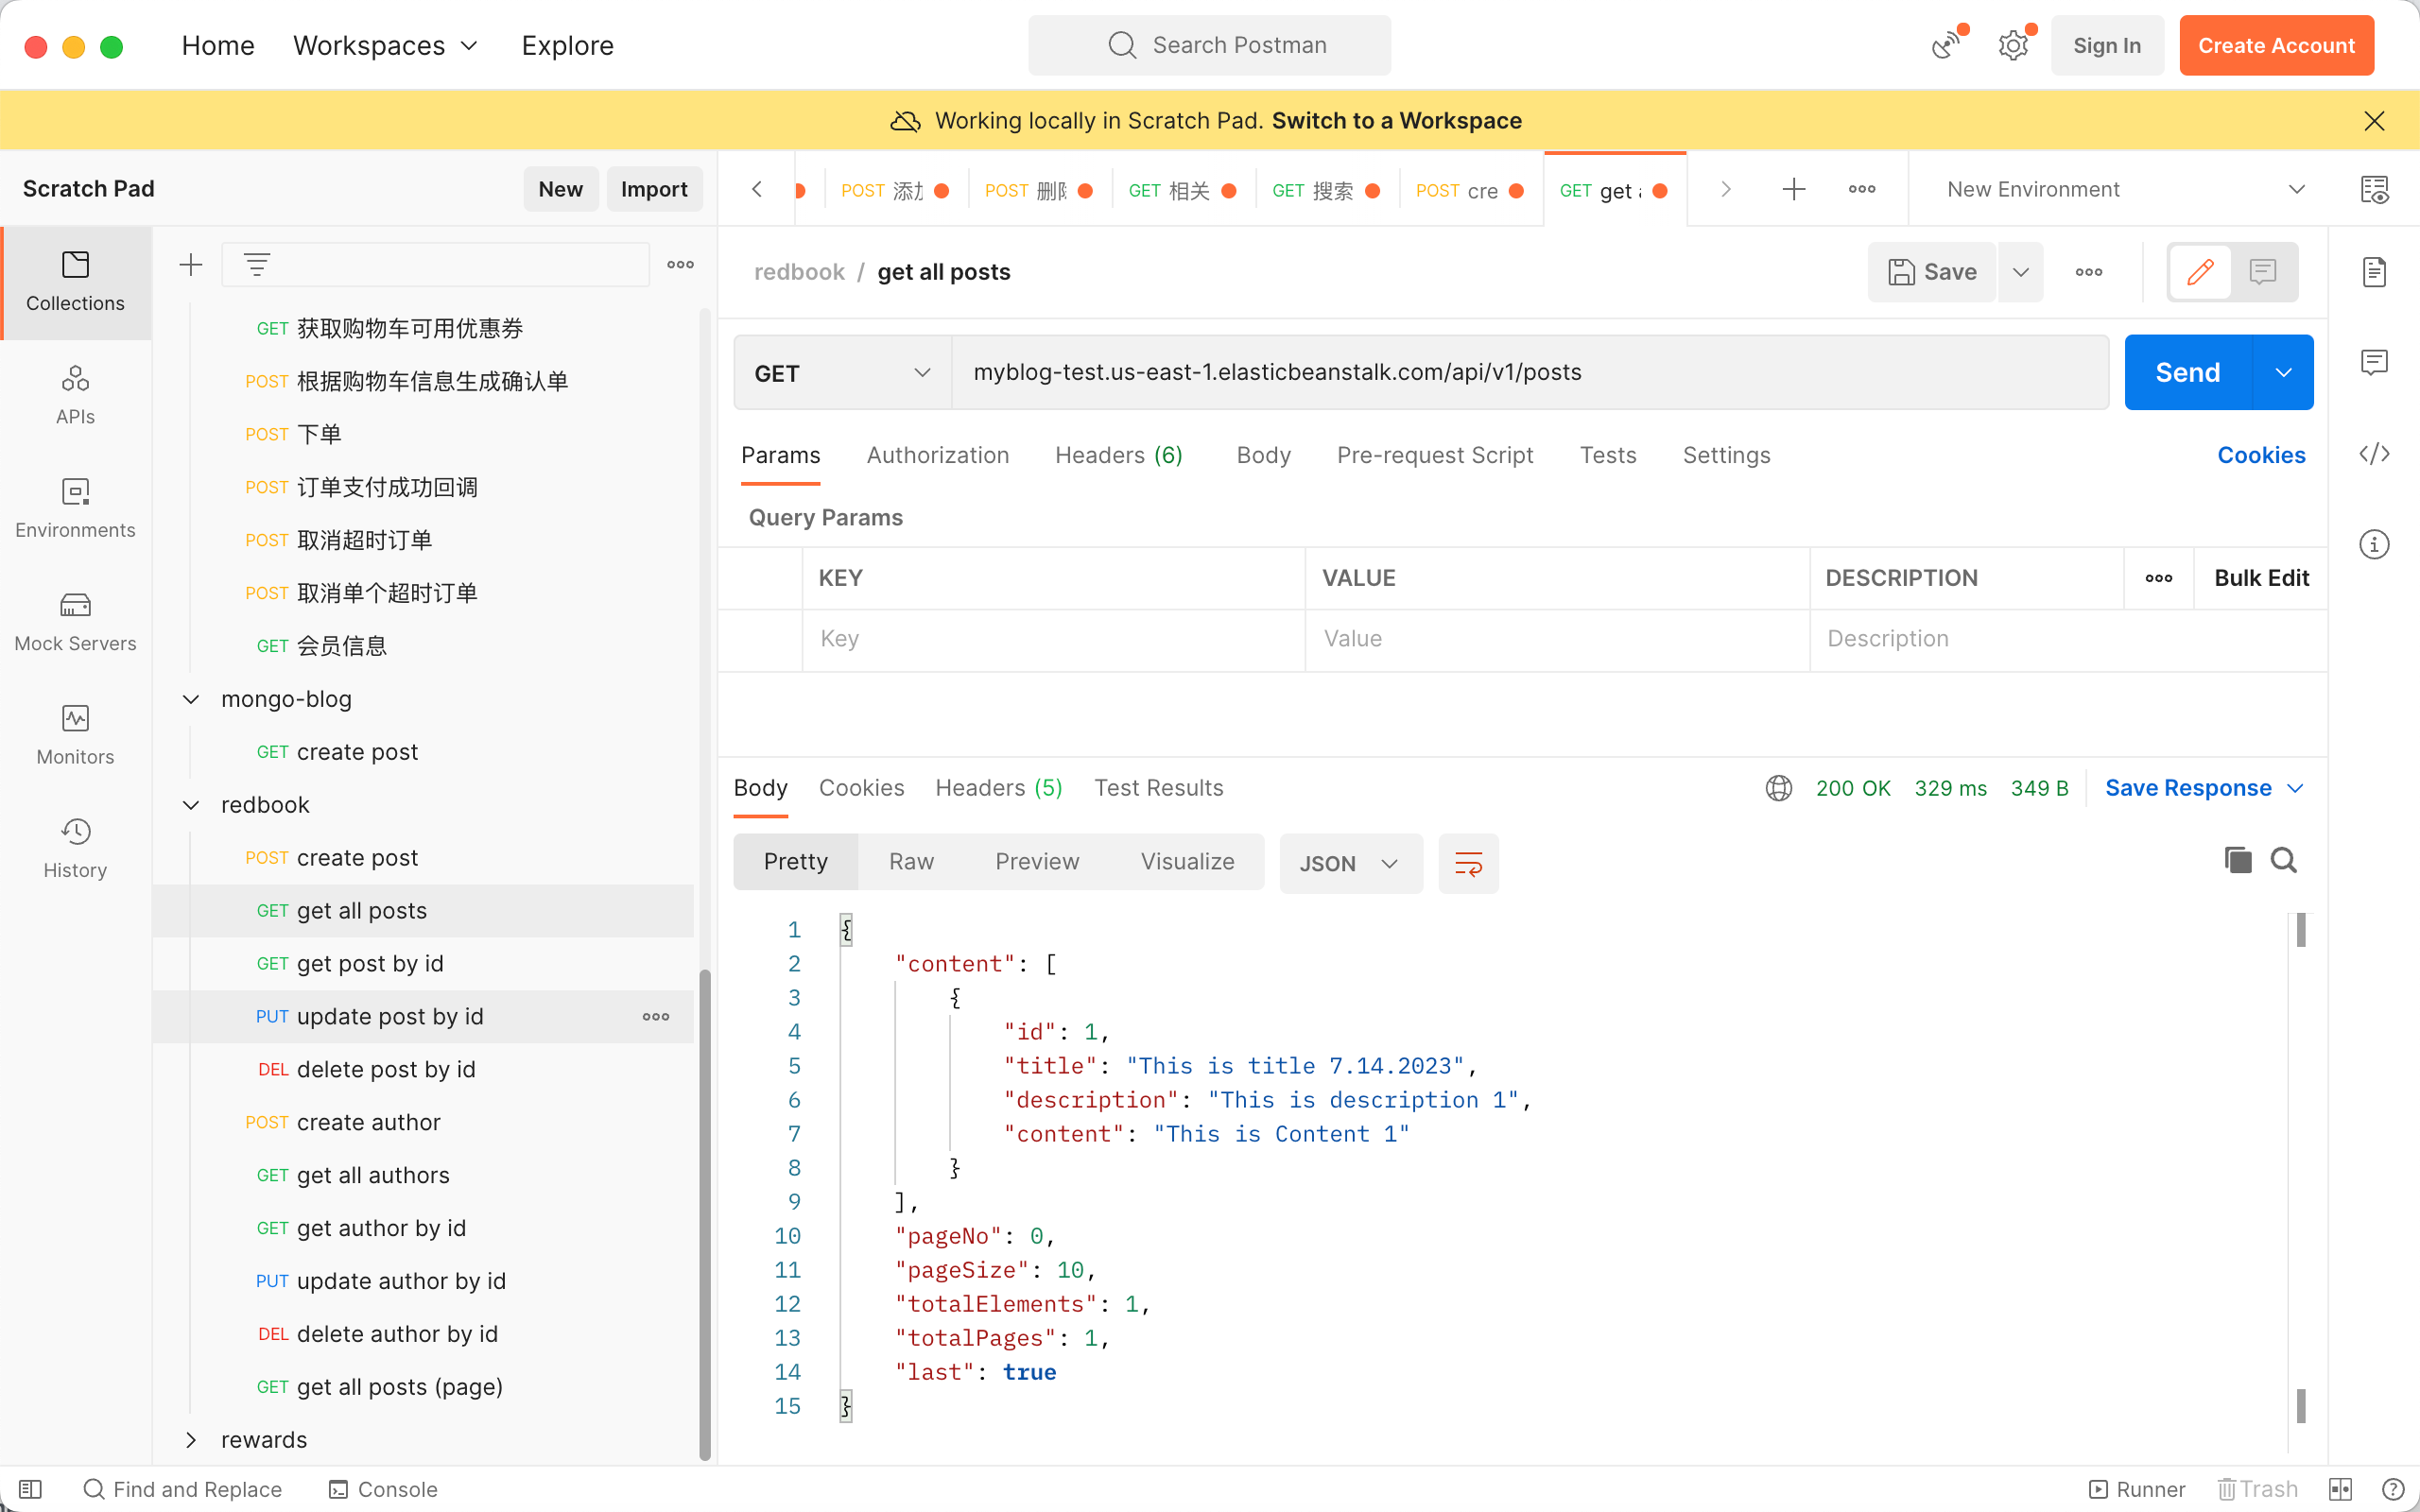 Home Workspaces Explore Search Postman Sign In Create Account
Working locally in Scratch Pad. Switch to a Workspace
Scratch Pad New Import
POST 添加 POST 删 GET 相关 GET 搜索 POST cre GET get New Environment
Collections
APIs
Environments
Mock Servers
Monitors
History
GET 获取购物车可用优惠券
POST 根据购物车信息生成确认单
POST 下单
POST 订单支付成功回调
POST 取消超时订单
POST 取消单个超时订单
GET 会员信息
mongo-blog
GET create post
redbook
POST create post
GET get all posts
GET get post by id
PUT update post by id
DEL delete post by id
POST create author
GET get all authors
GET get author by id
PUT update author by id
DEL delete author by id
GET get all posts (page)
rewards
redbook / get all posts Save
GET myblog-test.us-east-1.elasticbeanstalk.com/api/v1/posts Send
Params Authorization Headers (6) Body Pre-request Script Tests Settings Cookies
Query Params
KEY VALUE DESCRIPTION Bulk Edit
Key Value Description
Body Cookies Headers (5) Test Results 200 OK 329 ms 349 B Save Response
Pretty Raw Preview Visualize JSON
1 {
2 "content": [
3 {
4 "id": 1,
5 "title": "This is title 7.14.2023",
6 "description": "This is description 1",
7 "content": "This is Content 1"
8 }
9 ],
10 "pageNo": 0,
11 "pageSize": 10,
12 "totalElements": 1,
13 "totalPages": 1,
14 "last": true
15 }
Find and Replace Console Runner Trash